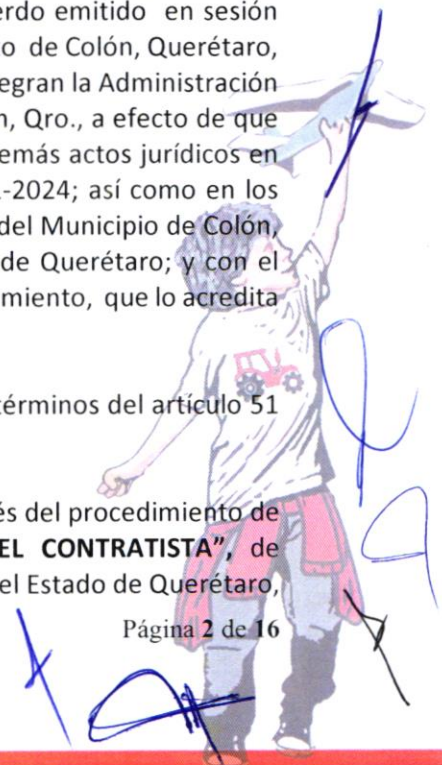 erdo emitido en sesión
o de Colón, Querétaro,
egran la Administración
n, Qro., a efecto de que
emás actos jurídicos en
-2024; así como en los
del Municipio de Colón,
de Querétaro; y con el
miento, que lo acredita
términos del artículo 51
és del procedimiento de
EL CONTRATISTA”, de
el Estado de Querétaro,
Página 2 de 16